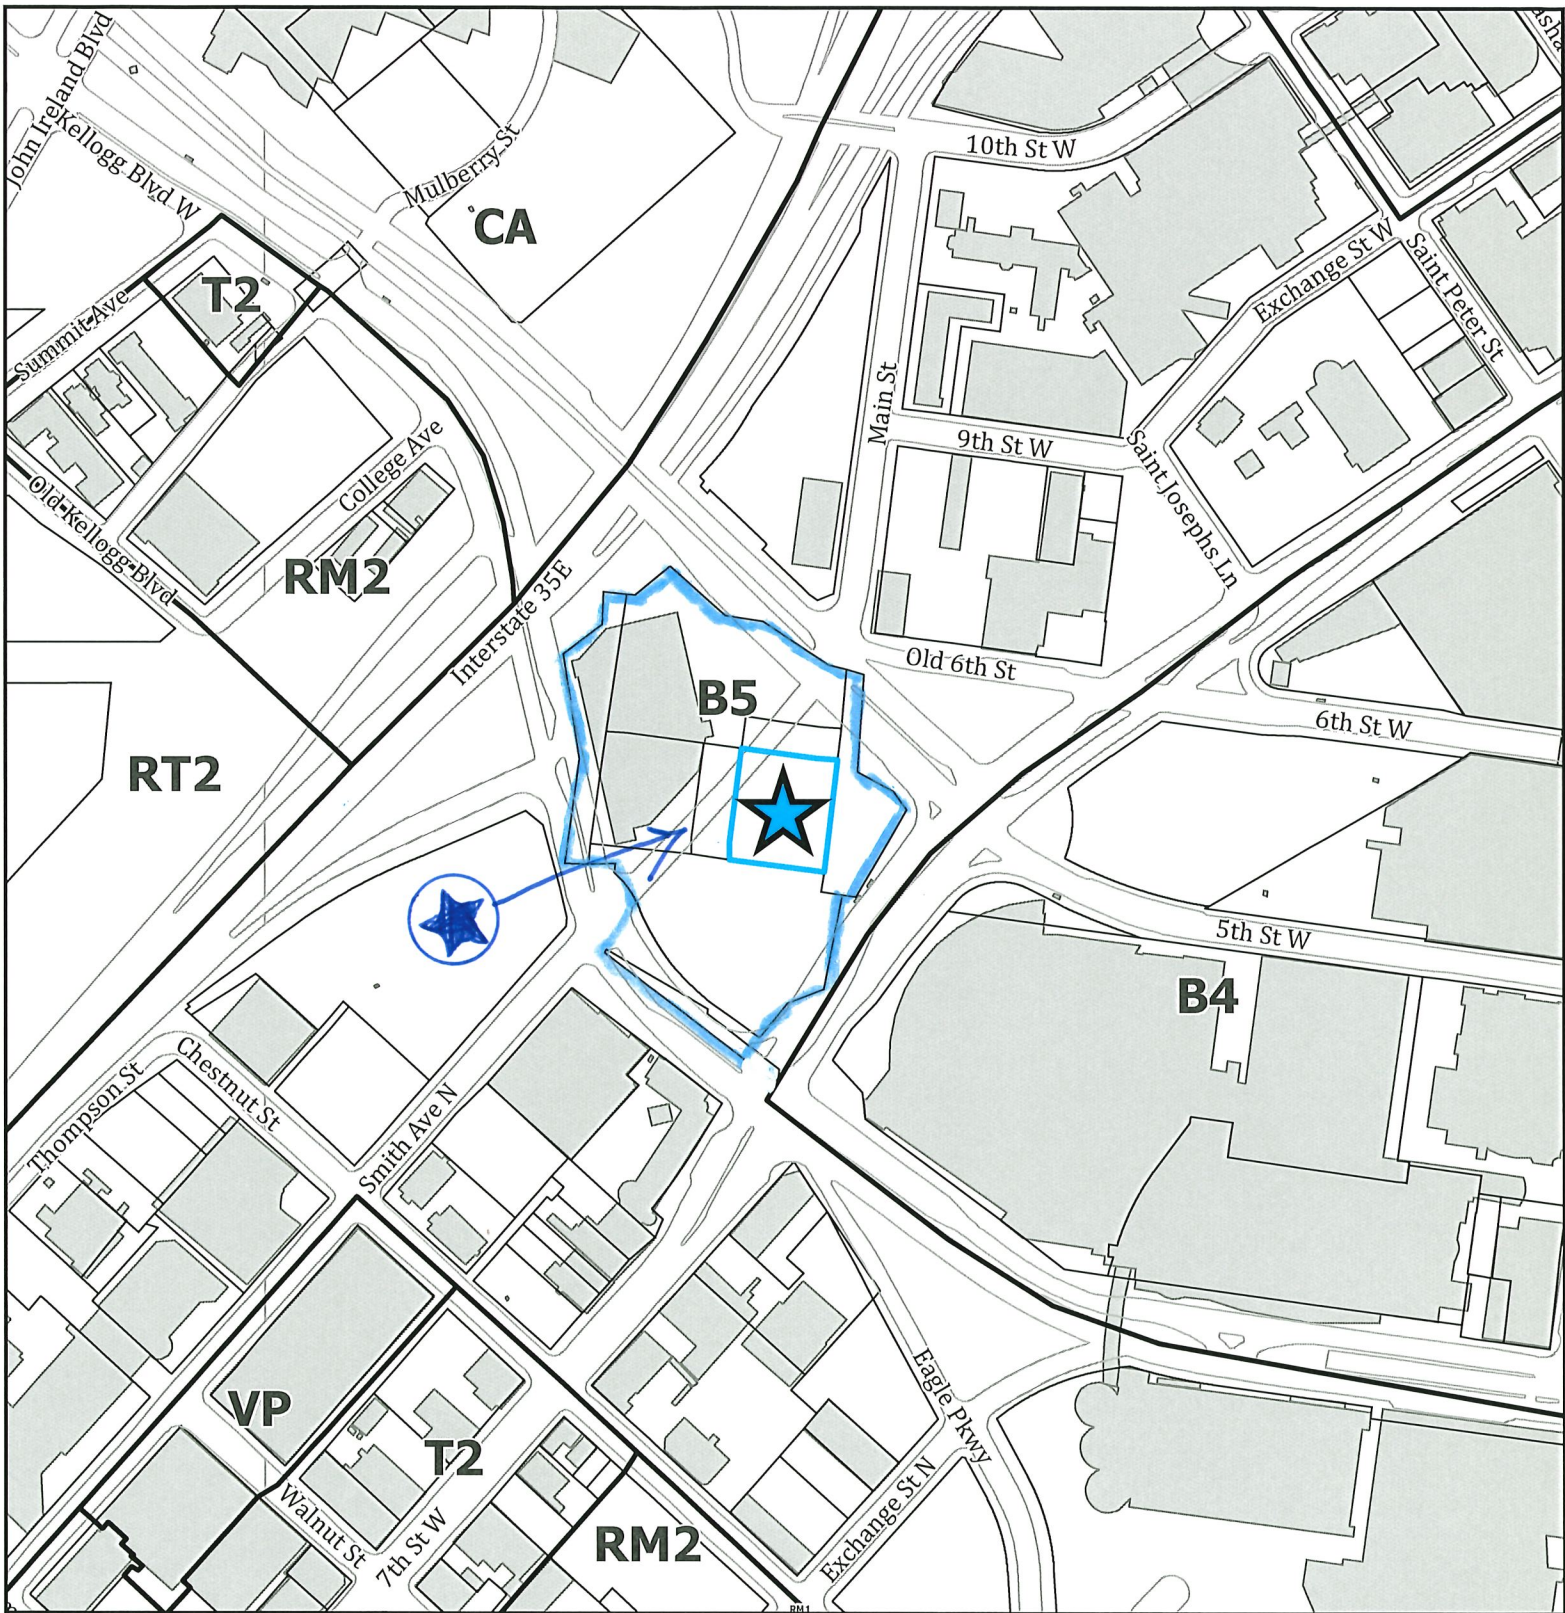 John Ireland Blvd
Kellogg Blvd W
Mulberry St
10th St W
CA
T2
Summit Ave
Exchange St W
Saint Peter St
Main St
9th St W
College Ave
Saint Josephs Ln
Old Kellogg Blvd
RM2
Interstate 35E
Old 6th St
B5
6th St W
RT2
5th St W
B4
Chestnut St
Thompson St
Smith Ave N
Eagle Pkwy
VP
T2
Walnut St
7th St W
RM2
Exchange St N
RM1